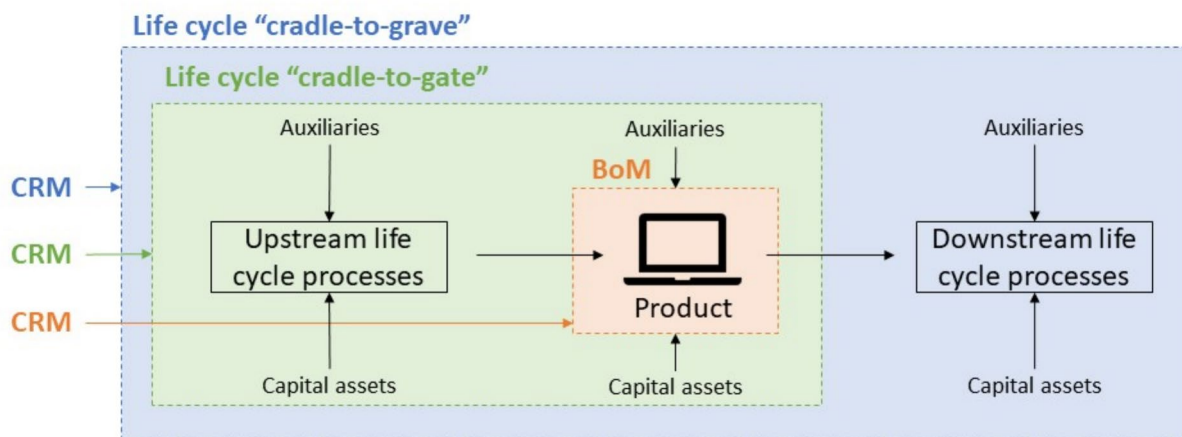 Life cycle “cradle-to-grave”
Life cycle “cradle-to-gate”
Auxiliaries
Auxiliaries
Auxiliaries
BoM
CRM
CRM
CRM
Upstream life
cycle processes
Product
Downstream life
cycle processes
Capital assets
Capital assets
Capital assets